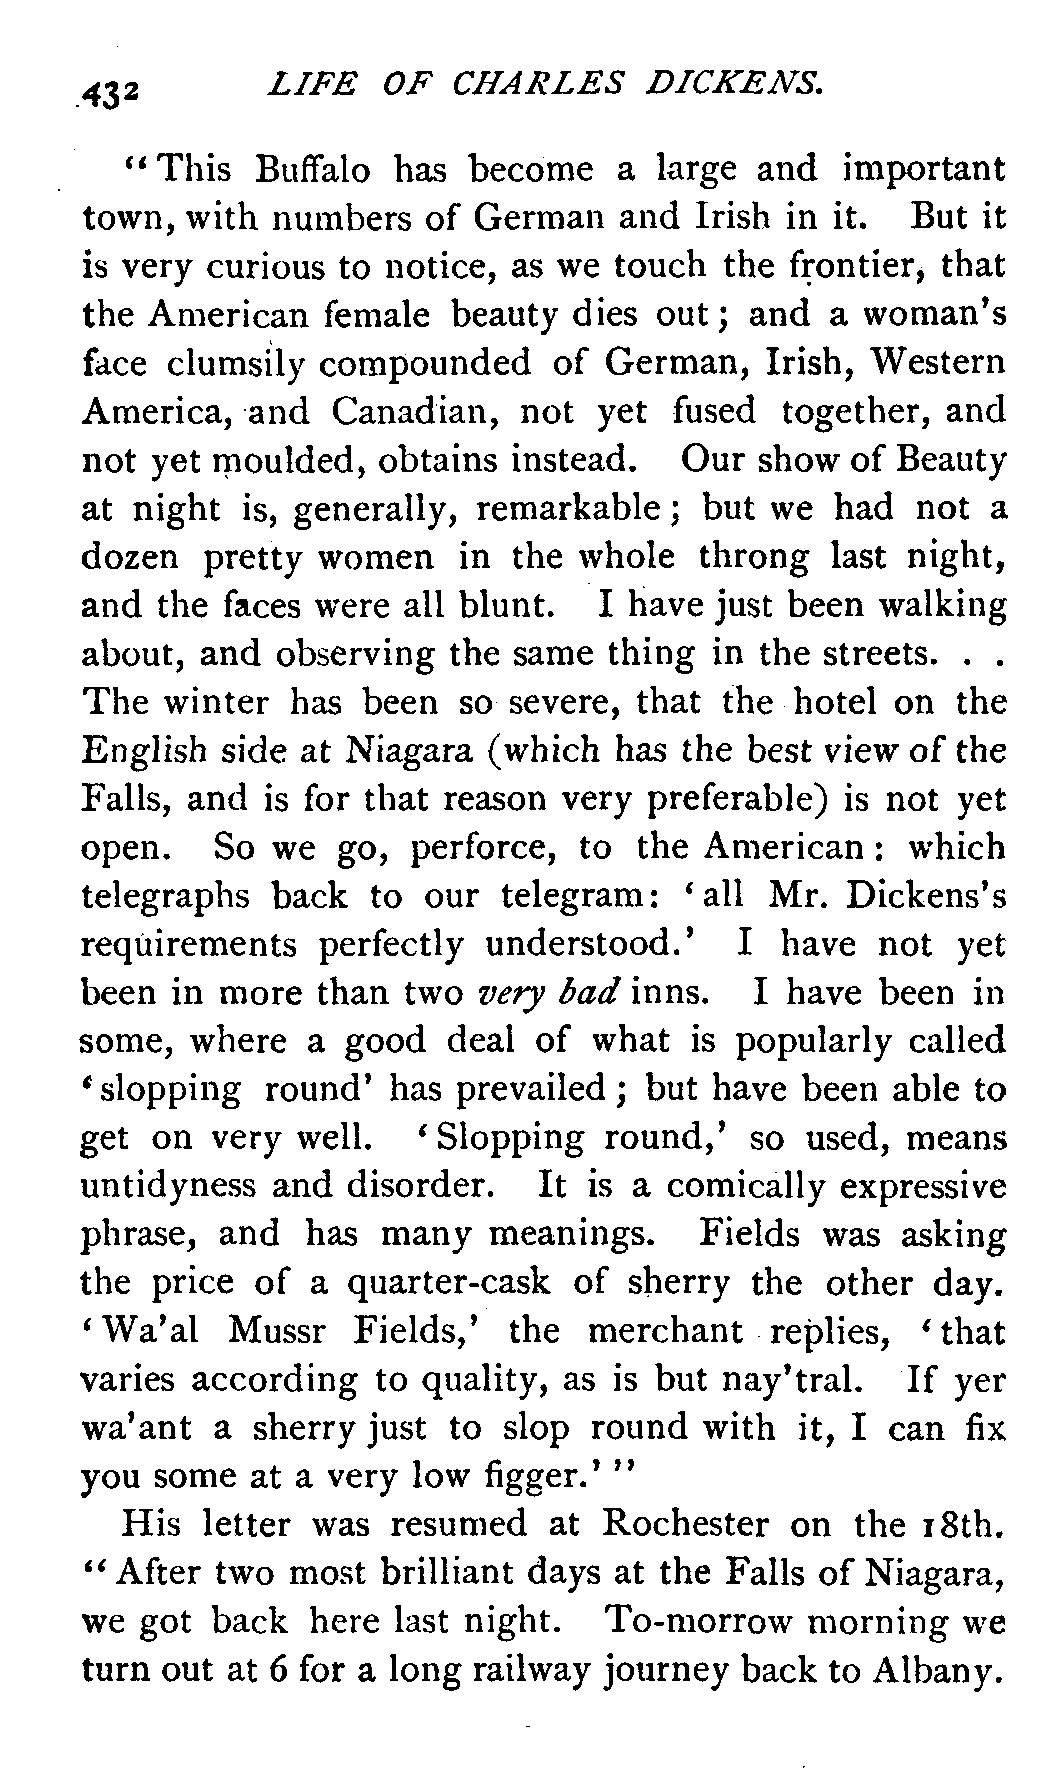 432 LIFE OF CHARLES DICKENS.
"This Buffalo has become a large and important
town, with numbers of German and Irish in it. But it
is very curious to notice, as we touch the frontier, that
the American female beauty dies out; and a woman's
face clumsily compounded of German, Irish, Western
America, and Canadian, not yet fused together, and
not yet moulded, obtains instead. Our show of Beauty
at night is, generally, remarkable; but we had not a
dozen pretty women in the whole throng last night,
and the faces were all blunt. I have just been walking
about, and observing the same thing in the streets. . .
The winter has been so severe, that the hotel on the
English side at Niagara (which has the best view of the
Falls, and is for that reason very preferable) is not yet
open. So we go, perforce, to the American: which
telegraphs back to our telegram: 'all Mr. Dickens's
requirements perfectly understood.' I have not yet
been in more than two very bad inns. I have been in
some, where a good deal of what is popularly called
'slopping round' has prevailed; but have been able to
get on very well. 'Slopping round,' so used, means
untidyness and disorder. It is a comically expressive
phrase, and has many meanings. Fields was asking
the price of a quarter-cask of sherry the other day.
'Wa'al Mussr Fields,' the merchant replies, 'that
varies according to quality, as is but nay'tral. If yer
wa'ant a sherry just to slop round with it, I can fix
you some at a very low figger.'"
His letter was resumed at Rochester on the 18th.
"After two most brilliant days at the Falls of Niagara,
we got back here last night. To-morrow morning we
turn out at 6 for a long railway journey back to Albany.